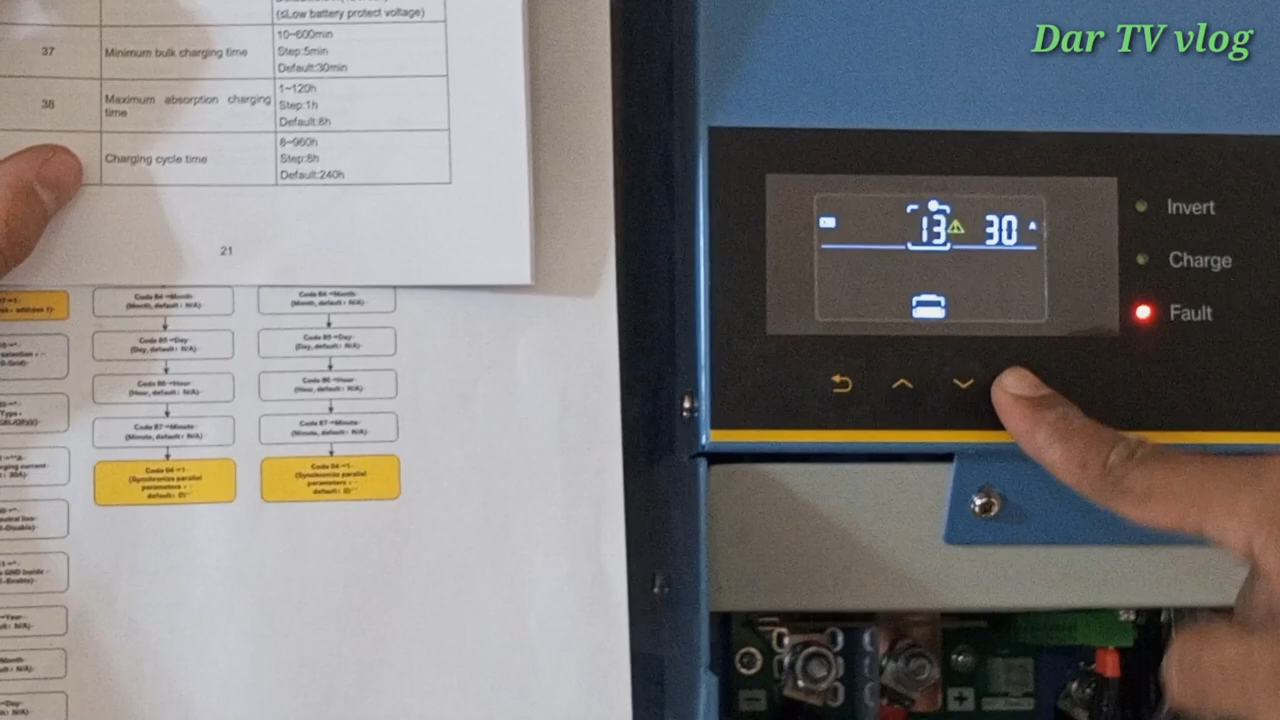 Dar TV vlog
(≤Low battery protect voltage)
37
Minimum bulk charging time
10~600min
Step:5min
Default:30min
38
Maximum absorption charging
time
1~120h
Step:1h
Default:8h
Charging cycle time
8~960h
Step:8h
Default:240h
21
Code 84→Month
(Month, default: N/A)
Code 85→Day
(Day, default: N/A)
Code 86→Hour
(Hour, default: N/A)
Code 87→Minute
(Minute, default: N/A)
Code 04→1
(Synchronize parallel
parameters,
default: 0)
Code 84→Month
(Month, default: N/A)
Code 85→Day
(Day, default: N/A)
Code 86→Hour
(Hour, default: N/A)
Code 87→Minute
(Minute, default: N/A)
Code 04→1
(Synchronize parallel
parameters,
default: 0)
13 30 A
Invert
Charge
Fault